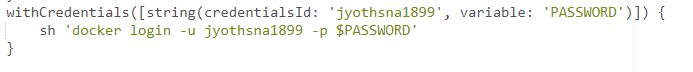 withCredentials([string(credentialsId: 'jyothsna1899', variable: 'PASSWORD')]) {
    sh 'docker login -u jyothsna1899 -p $PASSWORD'
}